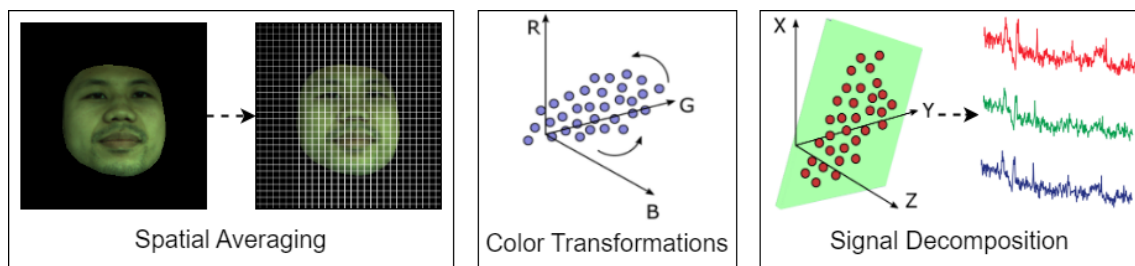 Spatial Averaging
R
G
B
Color Transformations
X
Y
Z
Signal Decomposition